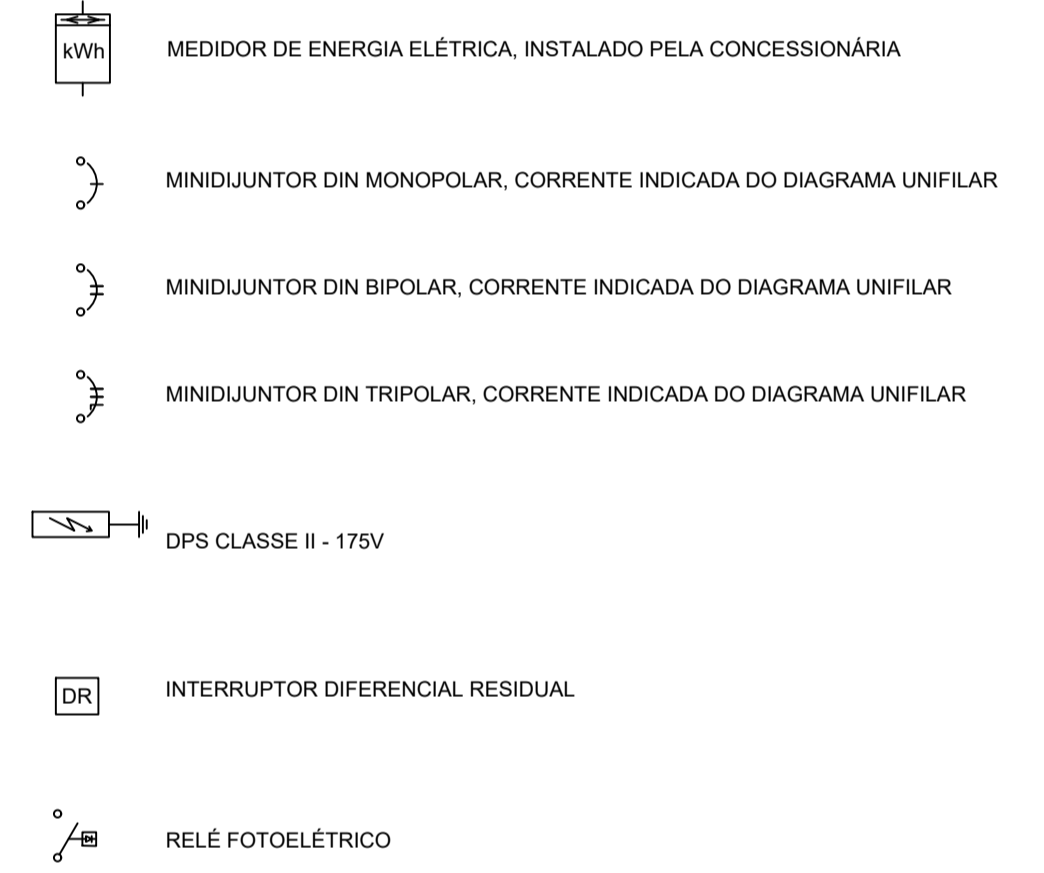 kWh MEDIDOR DE ENERGIA ELÉTRICA, INSTALADO PELA CONCESSIONÁRIA
MINIDIJUNTOR DIN MONOPOLAR, CORRENTE INDICADA DO DIAGRAMA UNIFILAR
MINIDIJUNTOR DIN BIPOLAR, CORRENTE INDICADA DO DIAGRAMA UNIFILAR
MINIDIJUNTOR DIN TRIPOLAR, CORRENTE INDICADA DO DIAGRAMA UNIFILAR
DPS CLASSE II - 175V
DR INTERRUPTOR DIFERENCIAL RESIDUAL
RELÉ FOTOELÉTRICO